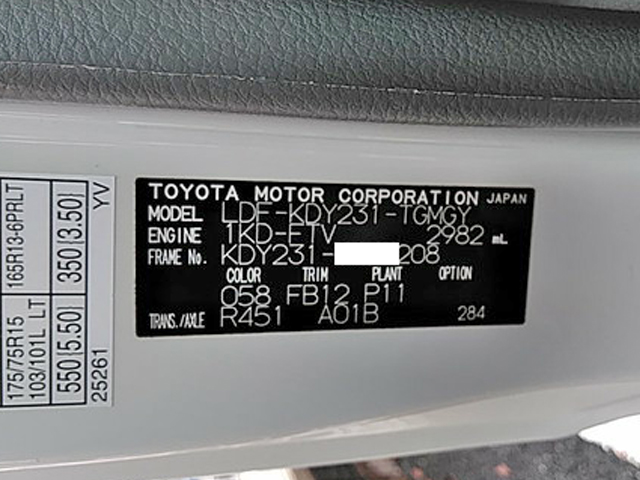 TOYOTA MOTOR CORPORATION JAPAN
MODEL LDF-KDY231-TGMGY
ENGINE 1KD-FTV 2982 mL
FRAME No. KDY231- 208
COLOR TRIM PLANT OPTION
058 FB12 P11
TRANS./AXLE R451 A01B 284
165R13-6PRLT
350 (3.50)
YV
175/75R15
103/101L LT
550 (5.50)
25261